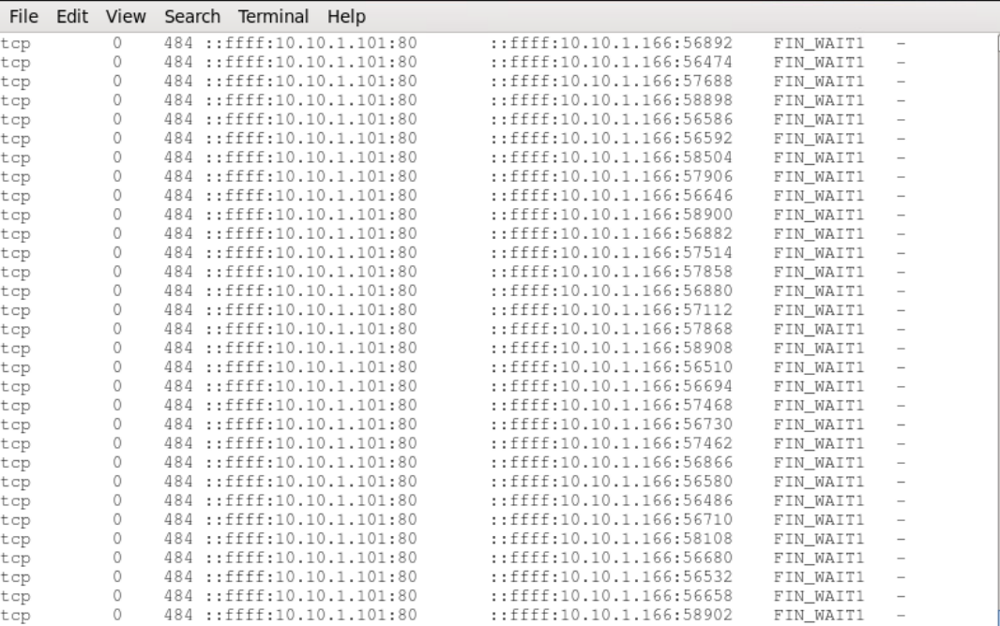 File Edit View Search Terminal Help
tcp 0 484 ::ffff:10.10.1.101:80 ::ffff:10.10.1.166:56892 FIN_WAIT1 -
tcp 0 484 ::ffff:10.10.1.101:80 ::ffff:10.10.1.166:56474 FIN_WAIT1 -
tcp 0 484 ::ffff:10.10.1.101:80 ::ffff:10.10.1.166:57688 FIN_WAIT1 -
tcp 0 484 ::ffff:10.10.1.101:80 ::ffff:10.10.1.166:58898 FIN_WAIT1 -
tcp 0 484 ::ffff:10.10.1.101:80 ::ffff:10.10.1.166:56586 FIN_WAIT1 -
tcp 0 484 ::ffff:10.10.1.101:80 ::ffff:10.10.1.166:56592 FIN_WAIT1 -
tcp 0 484 ::ffff:10.10.1.101:80 ::ffff:10.10.1.166:58504 FIN_WAIT1 -
tcp 0 484 ::ffff:10.10.1.101:80 ::ffff:10.10.1.166:57906 FIN_WAIT1 -
tcp 0 484 ::ffff:10.10.1.101:80 ::ffff:10.10.1.166:56646 FIN_WAIT1 -
tcp 0 484 ::ffff:10.10.1.101:80 ::ffff:10.10.1.166:58900 FIN_WAIT1 -
tcp 0 484 ::ffff:10.10.1.101:80 ::ffff:10.10.1.166:56882 FIN_WAIT1 -
tcp 0 484 ::ffff:10.10.1.101:80 ::ffff:10.10.1.166:57514 FIN_WAIT1 -
tcp 0 484 ::ffff:10.10.1.101:80 ::ffff:10.10.1.166:57858 FIN_WAIT1 -
tcp 0 484 ::ffff:10.10.1.101:80 ::ffff:10.10.1.166:56880 FIN_WAIT1 -
tcp 0 484 ::ffff:10.10.1.101:80 ::ffff:10.10.1.166:57112 FIN_WAIT1 -
tcp 0 484 ::ffff:10.10.1.101:80 ::ffff:10.10.1.166:57868 FIN_WAIT1 -
tcp 0 484 ::ffff:10.10.1.101:80 ::ffff:10.10.1.166:58908 FIN_WAIT1 -
tcp 0 484 ::ffff:10.10.1.101:80 ::ffff:10.10.1.166:56510 FIN_WAIT1 -
tcp 0 484 ::ffff:10.10.1.101:80 ::ffff:10.10.1.166:56694 FIN_WAIT1 -
tcp 0 484 ::ffff:10.10.1.101:80 ::ffff:10.10.1.166:57468 FIN_WAIT1 -
tcp 0 484 ::ffff:10.10.1.101:80 ::ffff:10.10.1.166:56730 FIN_WAIT1 -
tcp 0 484 ::ffff:10.10.1.101:80 ::ffff:10.10.1.166:57462 FIN_WAIT1 -
tcp 0 484 ::ffff:10.10.1.101:80 ::ffff:10.10.1.166:56866 FIN_WAIT1 -
tcp 0 484 ::ffff:10.10.1.101:80 ::ffff:10.10.1.166:56580 FIN_WAIT1 -
tcp 0 484 ::ffff:10.10.1.101:80 ::ffff:10.10.1.166:56486 FIN_WAIT1 -
tcp 0 484 ::ffff:10.10.1.101:80 ::ffff:10.10.1.166:56710 FIN_WAIT1 -
tcp 0 484 ::ffff:10.10.1.101:80 ::ffff:10.10.1.166:58108 FIN_WAIT1 -
tcp 0 484 ::ffff:10.10.1.101:80 ::ffff:10.10.1.166:56680 FIN_WAIT1 -
tcp 0 484 ::ffff:10.10.1.101:80 ::ffff:10.10.1.166:56532 FIN_WAIT1 -
tcp 0 484 ::ffff:10.10.1.101:80 ::ffff:10.10.1.166:56658 FIN_WAIT1 -
tcp 0 484 ::ffff:10.10.1.101:80 ::ffff:10.10.1.166:58902 FIN_WAIT1 -